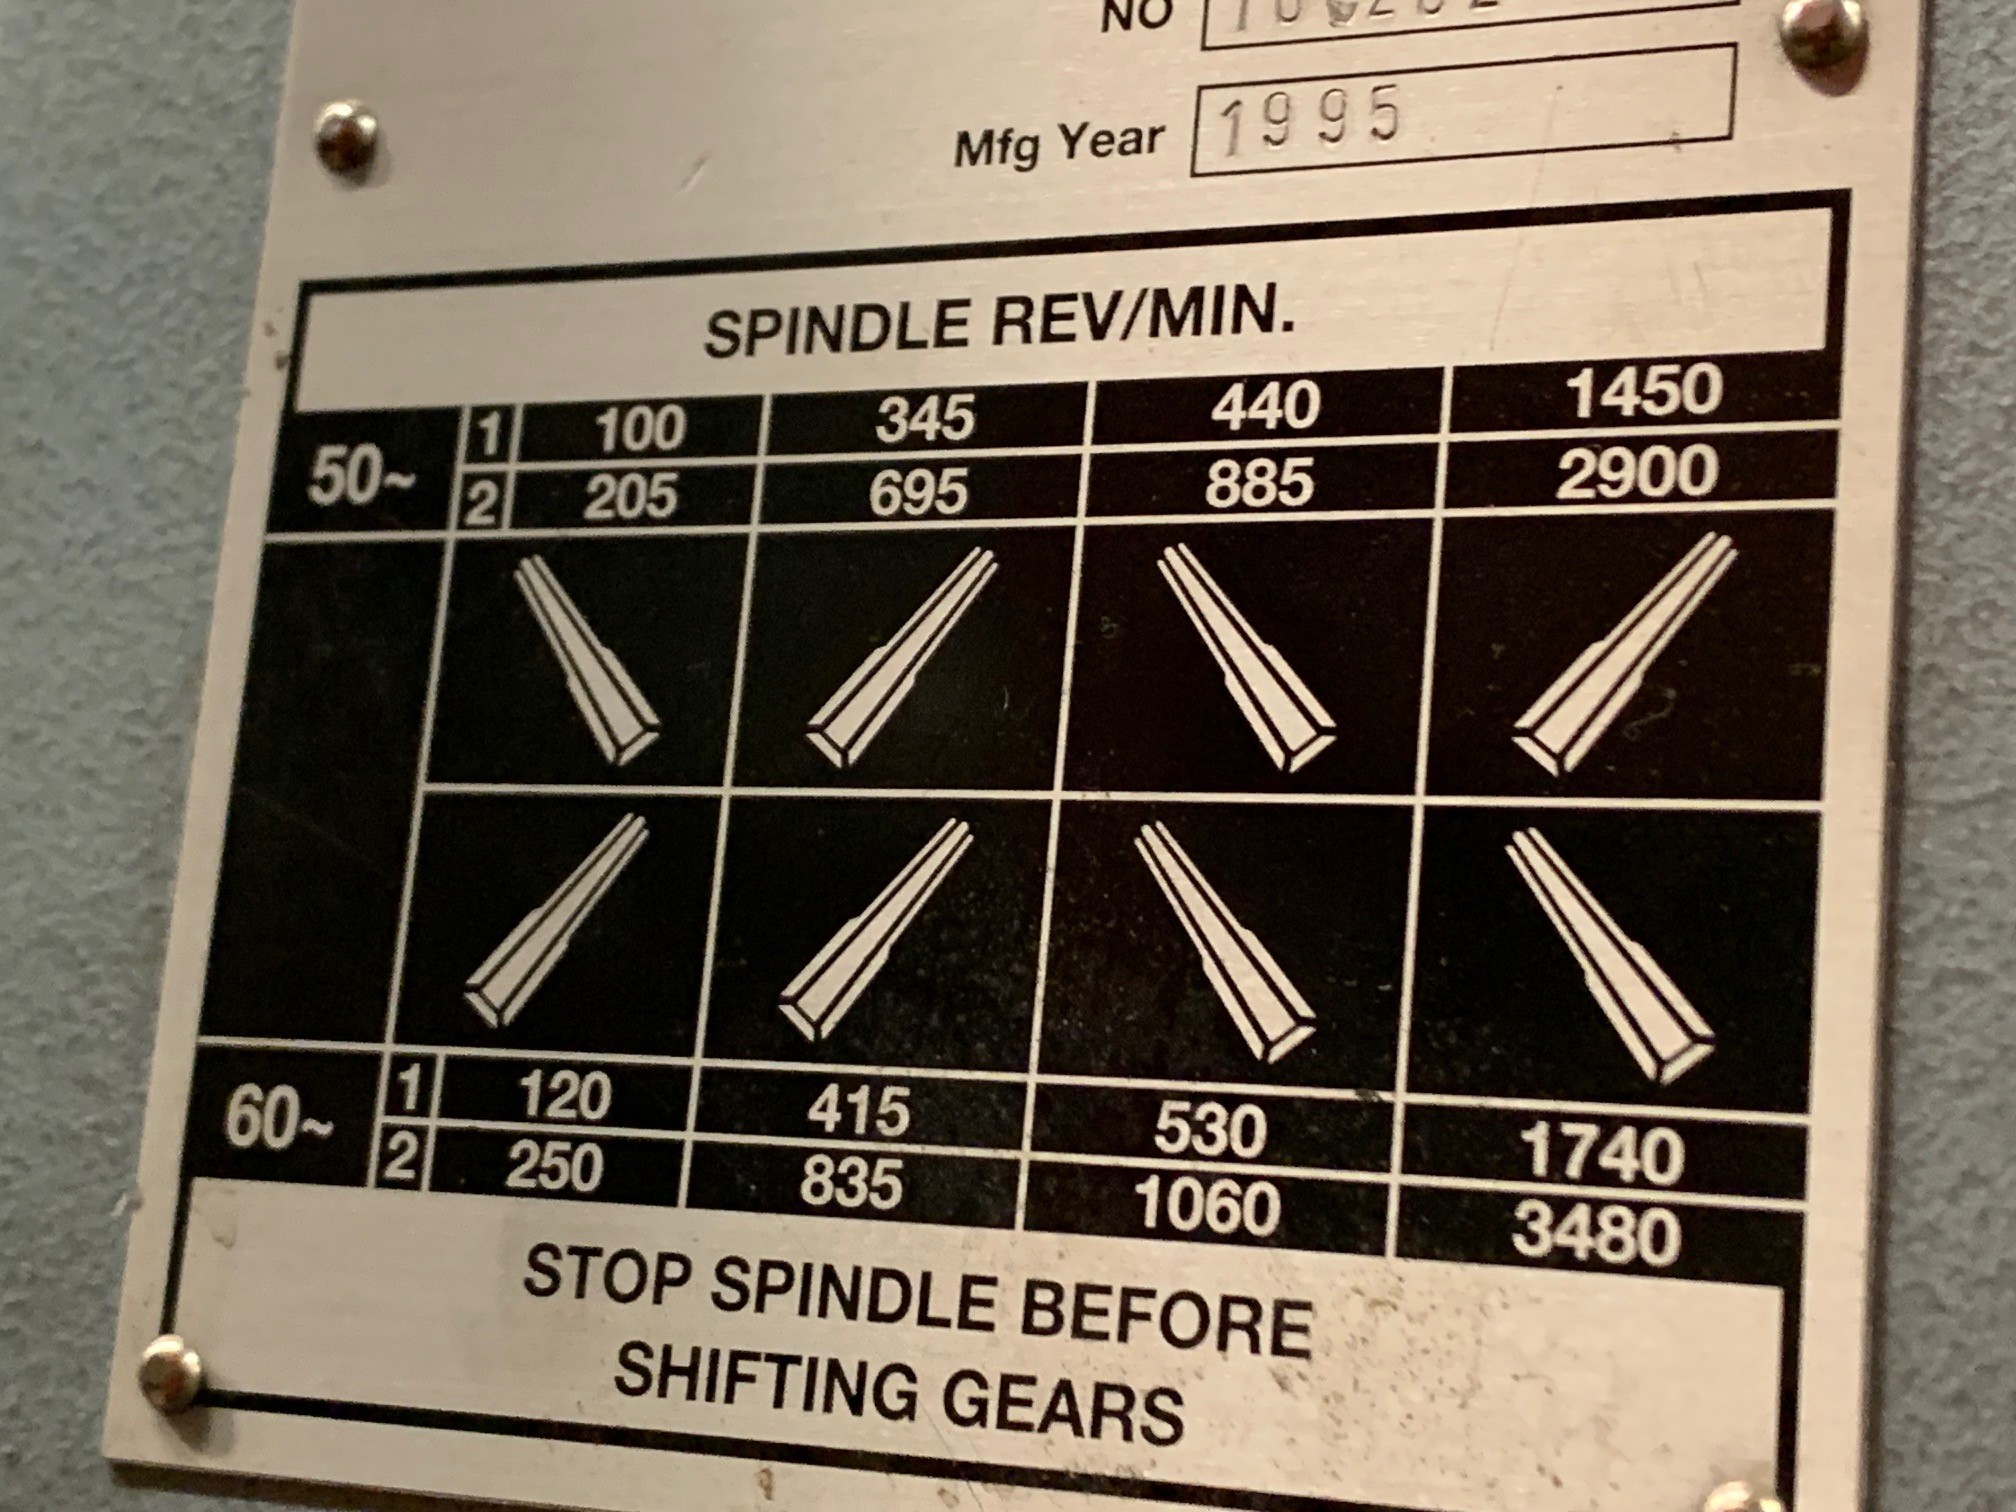 NO
Mfg Year 1995
SPINDLE REV/MIN.
50~ 1 100 345 440 1450
2 205 695 885 2900
60~ 1 120 415 530 1740
2 250 835 1060 3480
STOP SPINDLE BEFORE
SHIFTING GEARS